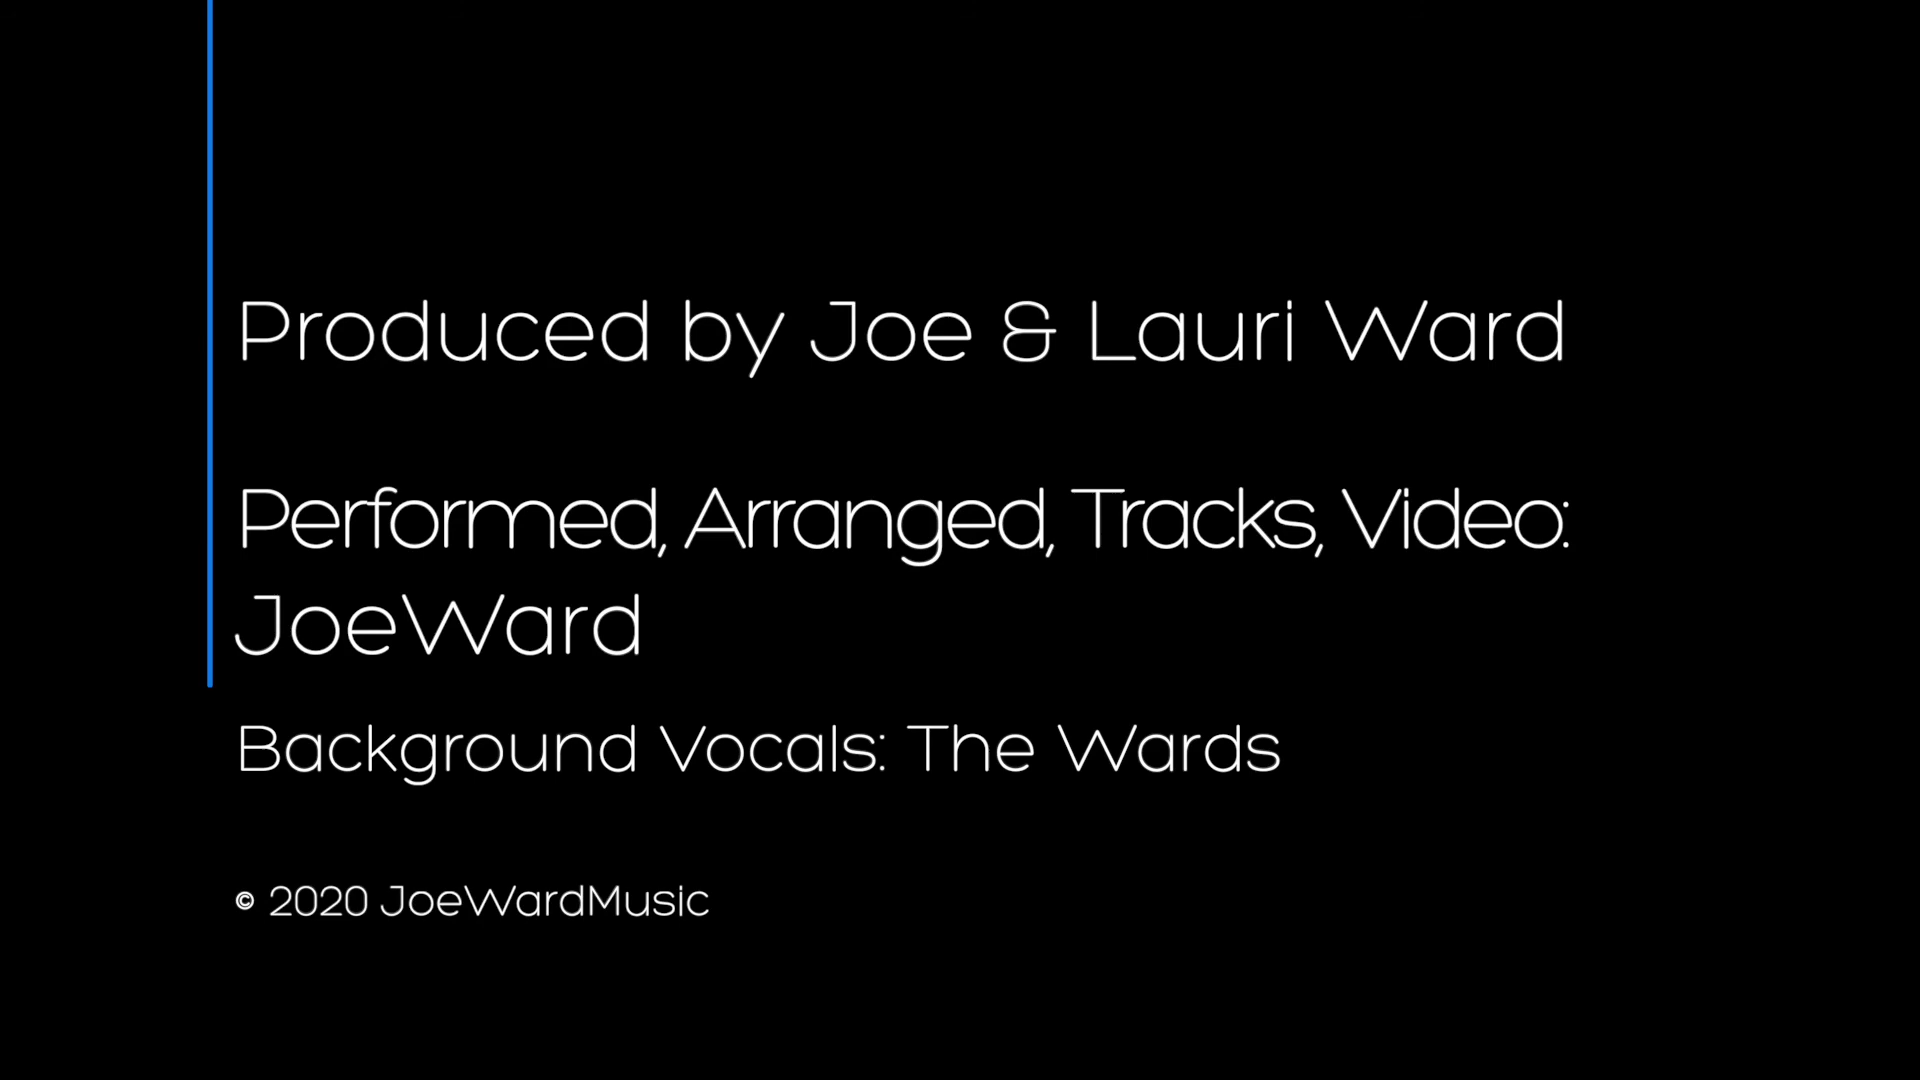 Produced by Joe & Lauri Ward
Performed, Arranged, Tracks, Video:
JoeWard
Background Vocals: The Wards
© 2020 JoeWardMusic